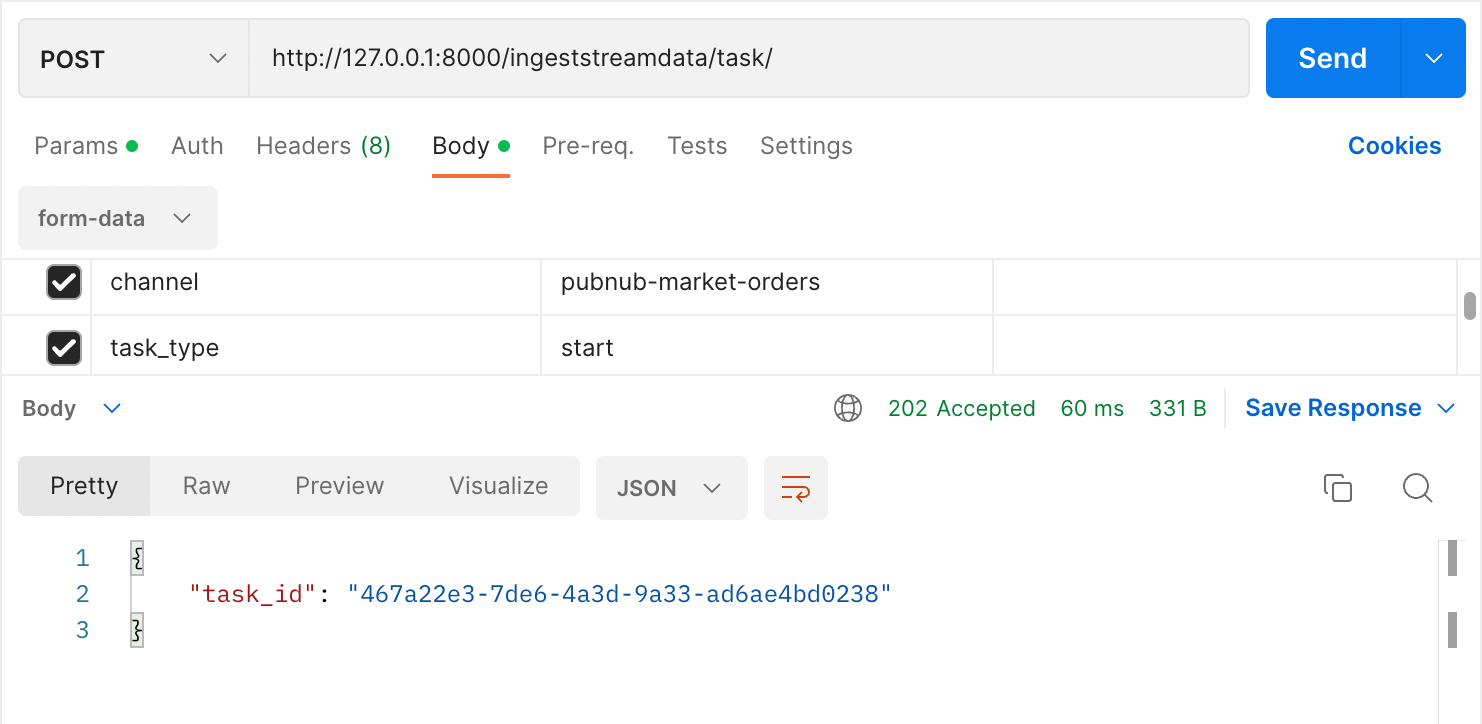 POST http://127.0.0.1:8000/ingeststreamdata/task/ Send
Params Auth Headers (8) Body Pre-req. Tests Settings Cookies
form-data
channel pubnub-market-orders
task_type start
Body 202 Accepted 60 ms 331 B Save Response
Pretty Raw Preview Visualize JSON
1 {
2 "task_id": "467a22e3-7de6-4a3d-9a33-ad6ae4bd0238"
3 }